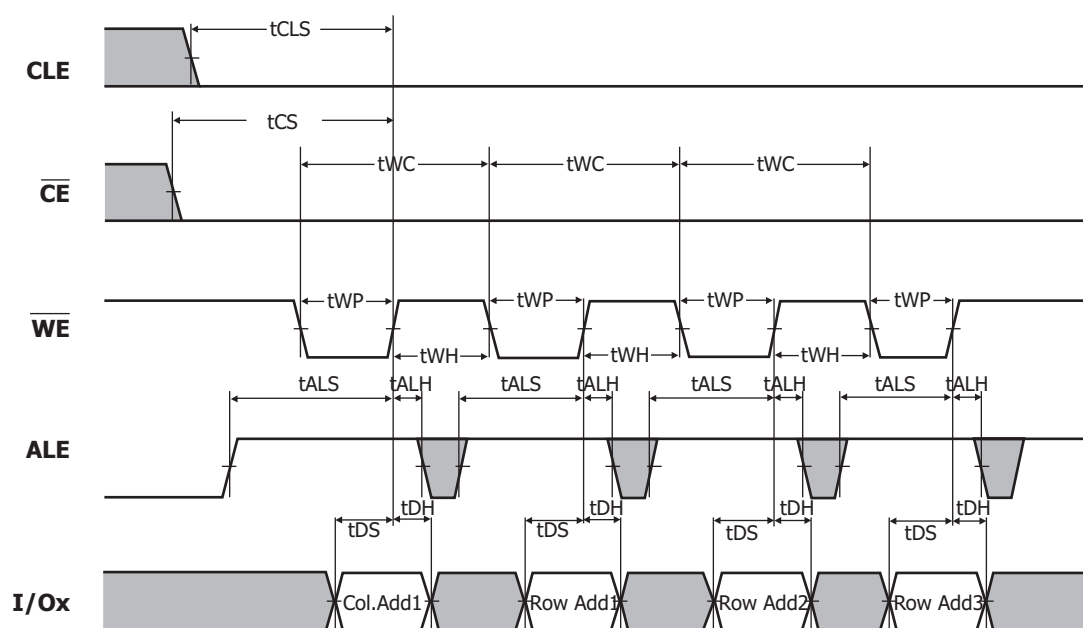 tCLS
CLE
tCS
tWC tWC tWC
CE
tWP tWP tWP tWP
WE
tWH tWH tWH
tALS tALH tALS tALH tALS tALH tALS tALH
ALE
tDH tDH tDH tDH
tDS tDS tDS tDS
I/Ox Col.Add1 Row Add1 Row Add2 Row Add3